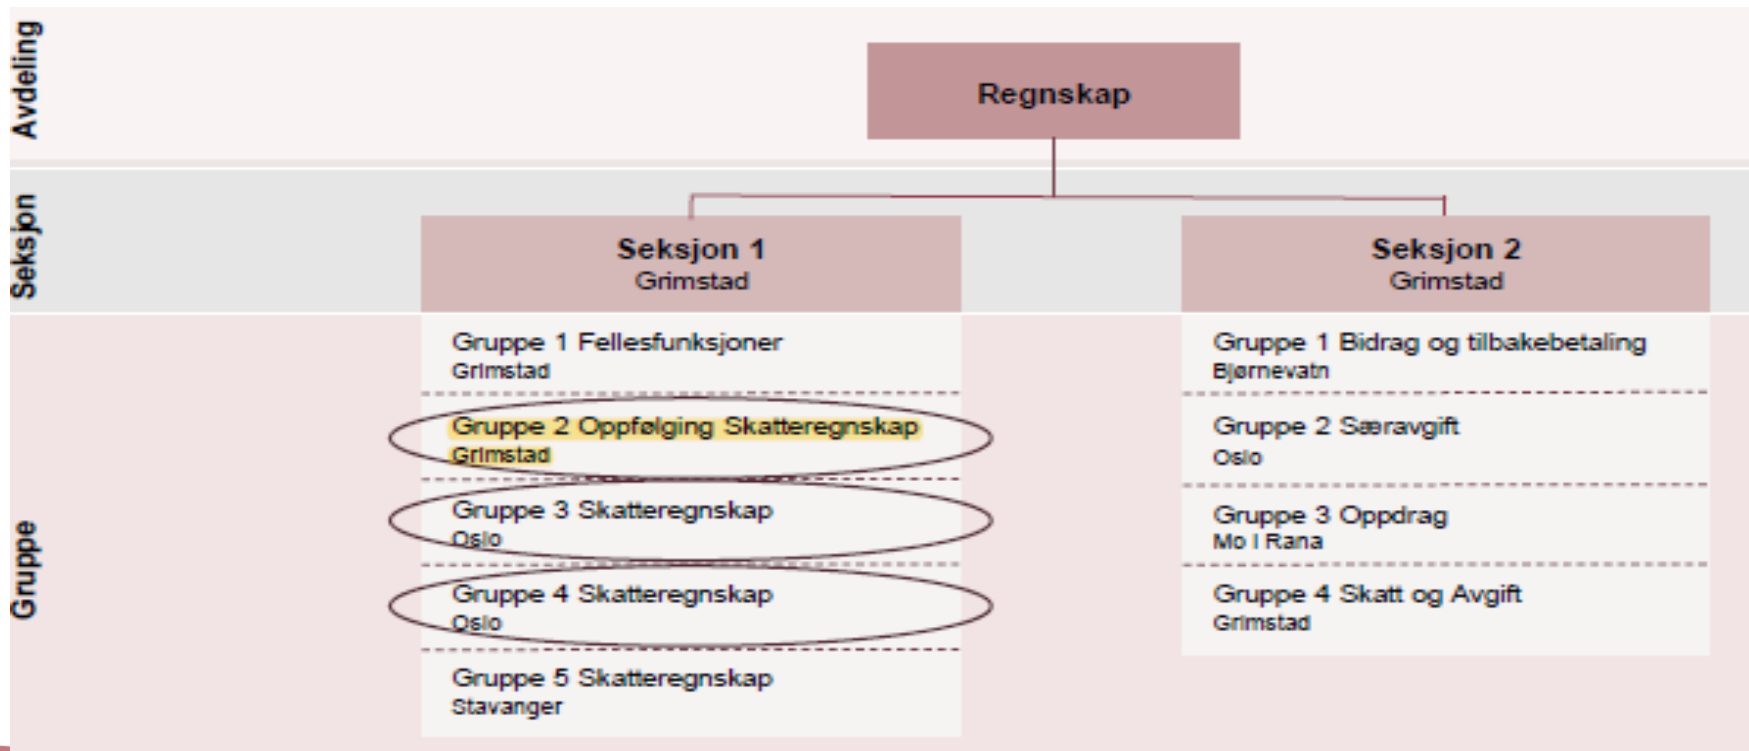 Avdeling
Regnskap
Seksjon
Seksjon 1
Grimstad
Seksjon 2
Grimstad
Gruppe
Gruppe 1 Fellesfunksjoner
Grimstad
Gruppe 2 Oppfølging Skatteregnskap
Grimstad
Gruppe 3 Skatteregnskap
Oslo
Gruppe 4 Skatteregnskap
Oslo
Gruppe 5 Skatteregnskap
Stavanger
Gruppe 1 Bidrag og tilbakebetaling
Bjørnevatn
Gruppe 2 Særavgift
Oslo
Gruppe 3 Oppdrag
Mo i Rana
Gruppe 4 Skatt og Avgift
Grimstad